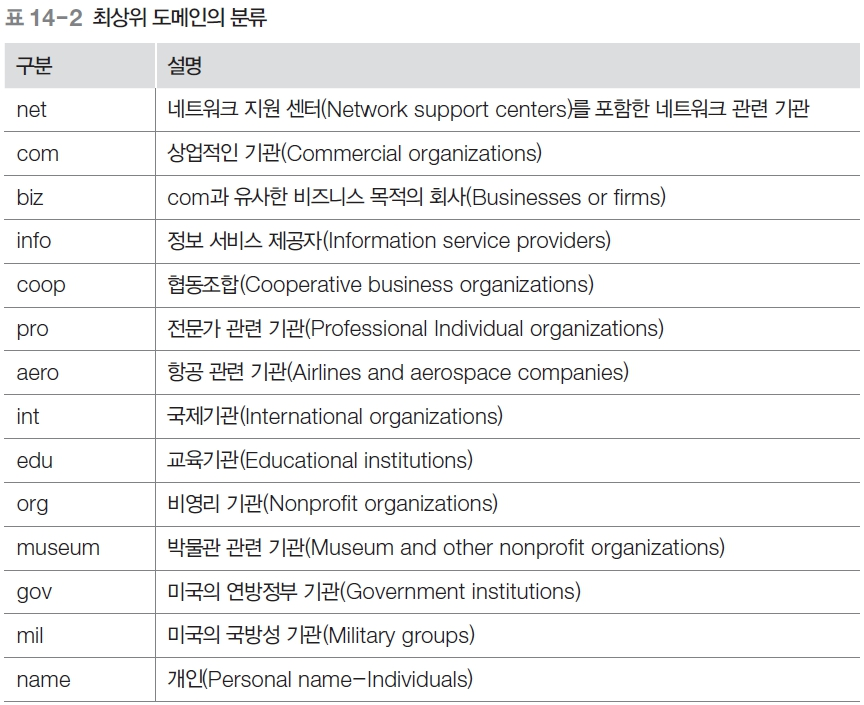 표 14-2 최상위 도메인의 분류
구분 설명
net 네트워크 지원 센터(Network support centers)를 포함한 네트워크 관련 기관
com 상업적인 기관(Commercial organizations)
biz com과 유사한 비즈니스 목적의 회사(Businesses or firms)
info 정보 서비스 제공자(Information service providers)
coop 협동조합(Cooperative business organizations)
pro 전문가 관련 기관(Professional Individual organizations)
aero 항공 관련 기관(Airlines and aerospace companies)
int 국제기관(International organizations)
edu 교육기관(Educational institutions)
org 비영리 기관(Nonprofit organizations)
museum 박물관 관련 기관(Museum and other nonprofit organizations)
gov 미국의 연방정부 기관(Government institutions)
mil 미국의 국방성 기관(Military groups)
name 개인(Personal name-Individuals)